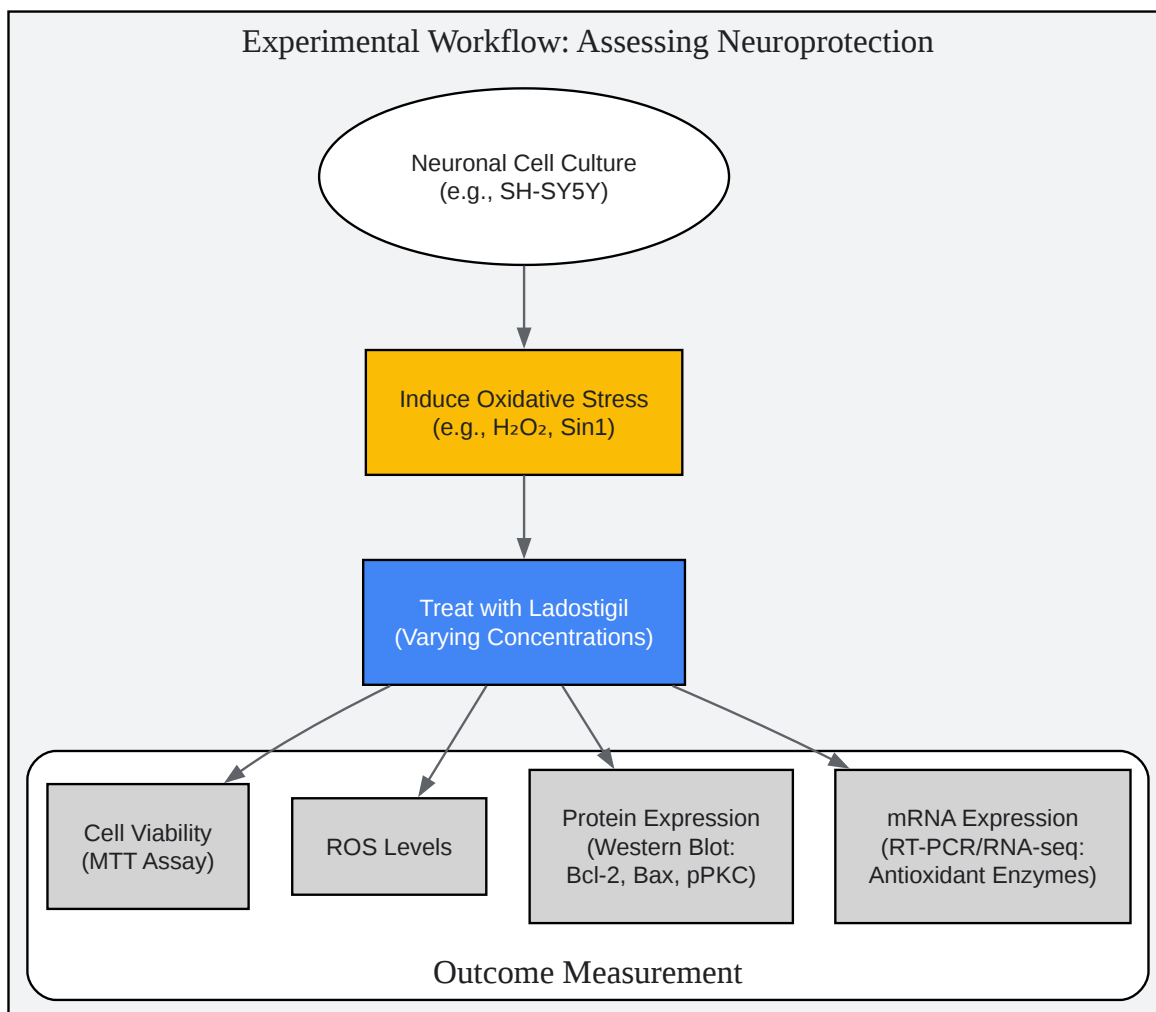 Experimental Workflow: Assessing Neuroprotection
Neuronal Cell Culture
(e.g., SH-SY5Y)
Induce Oxidative Stress
(e.g., H₂O₂, Sin1)
Treat with Ladostigil
(Varying Concentrations)
Cell Viability
(MTT Assay)
ROS Levels
Protein Expression
(Western Blot:
Bcl-2, Bax, pPKC)
mRNA Expression
(RT-PCR/RNA-seq:
Antioxidant Enzymes)
Outcome Measurement